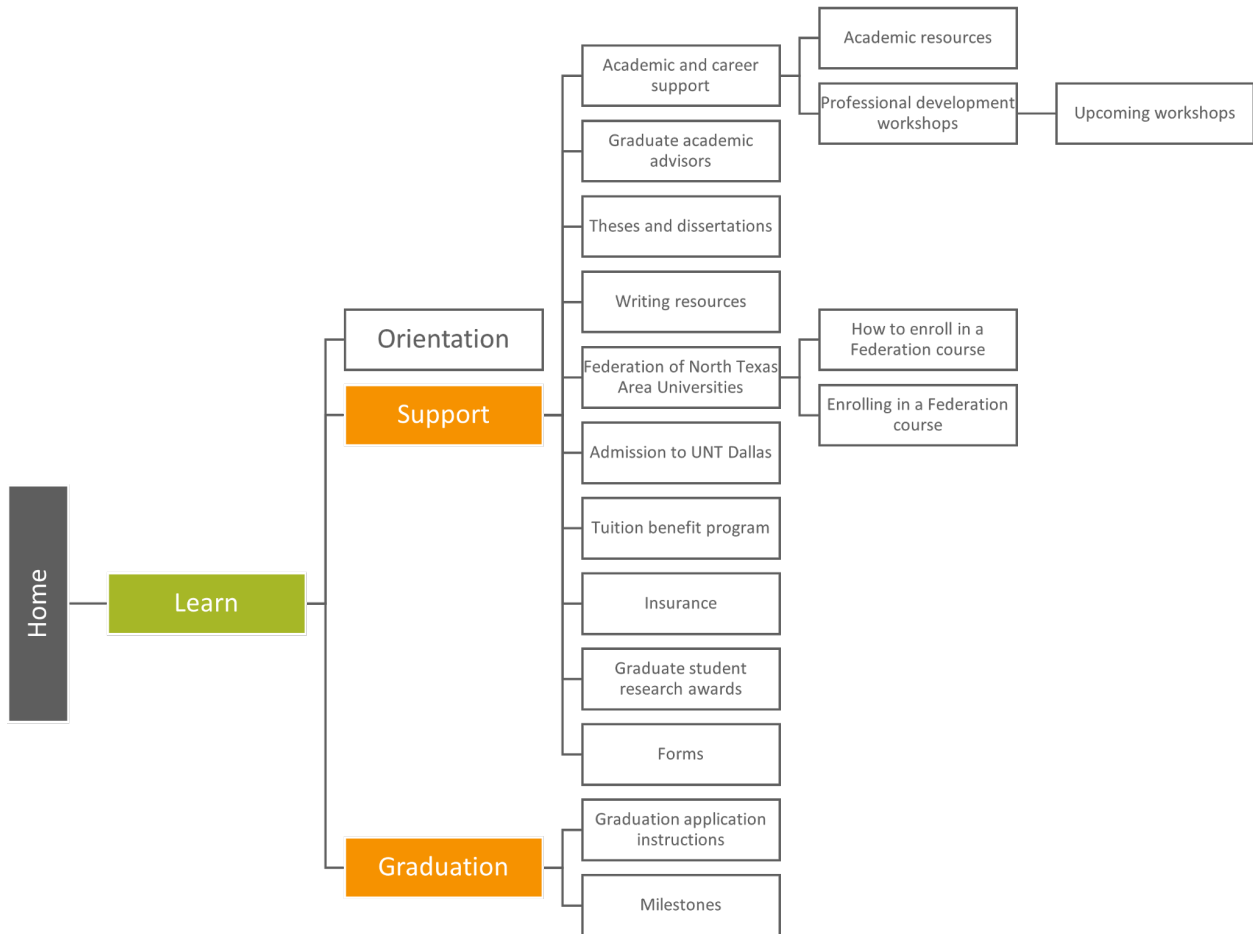 Home
Learn
Orientation
Support
Academic and career
support
Academic resources
Professional development
workshops
Upcoming workshops
Graduate academic
advisors
Theses and dissertations
Writing resources
Federation of North Texas
Area Universities
How to enroll in a
Federation course
Enrolling in a Federation
course
Admission to UNT Dallas
Tuition benefit program
Insurance
Graduate student
research awards
Forms
Graduation
Graduation application
instructions
Milestones